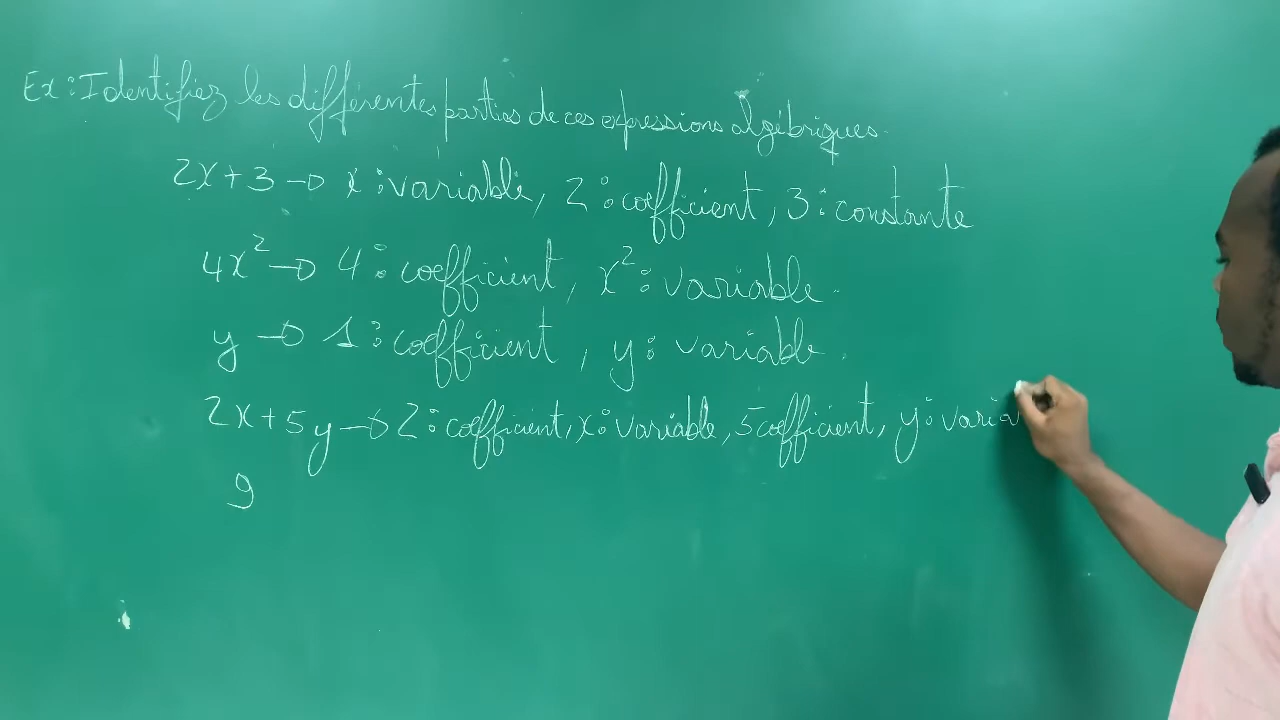 Ex : Identifiez les différentes parties de ces expressions algébriques.
2x+3 → x : variable, 2 : coefficient, 3 : constante
4x² → 4 : coefficient, x² : variable.
y → 1 : coefficient, y : variable.
2x+5y → 2 : coefficient, x : variable, 5 coefficient, y : varia
9